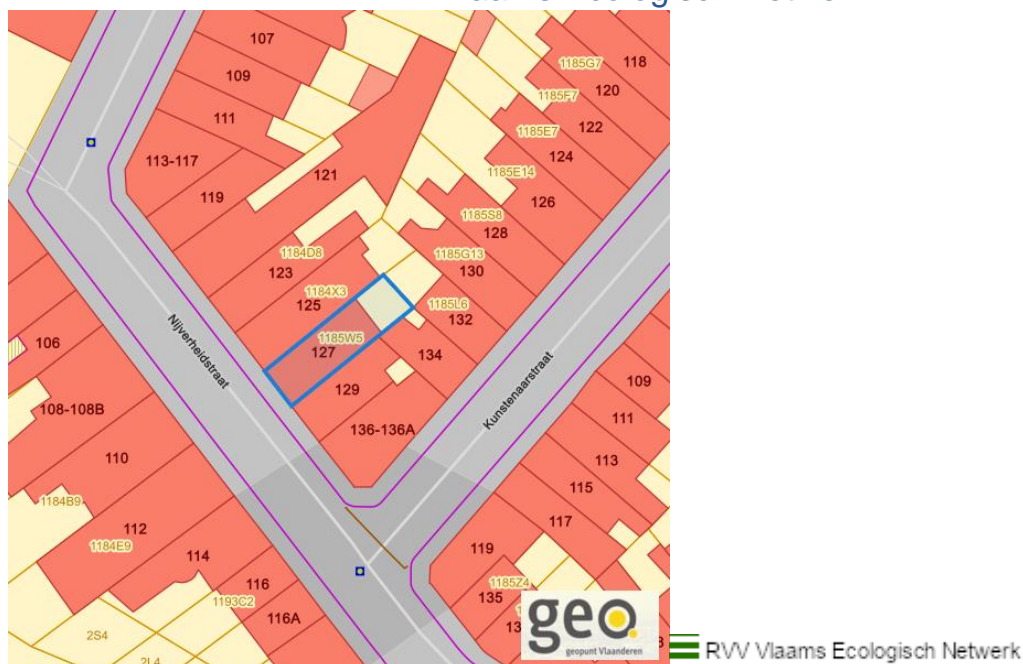 107
118
1185G7
109
120
1185F7
111
122
1185E7
113-117
124
121
1185E14
119
126
1185S8
128
1184D8
1185G13
123
130
1184X3
125
1185L6
132
1185W5
Nijverheidstraat
106
127
134
Kunstenaarstraat
129
109
108-108B
136-136A
111
110
113
1184B9
115
112
117
1184E9
114
119
116
1185Z4
1193C2
135
116A
2S4
geo
geopunt Vlaanderen
RVV Vlaams Ecologisch Netwerk